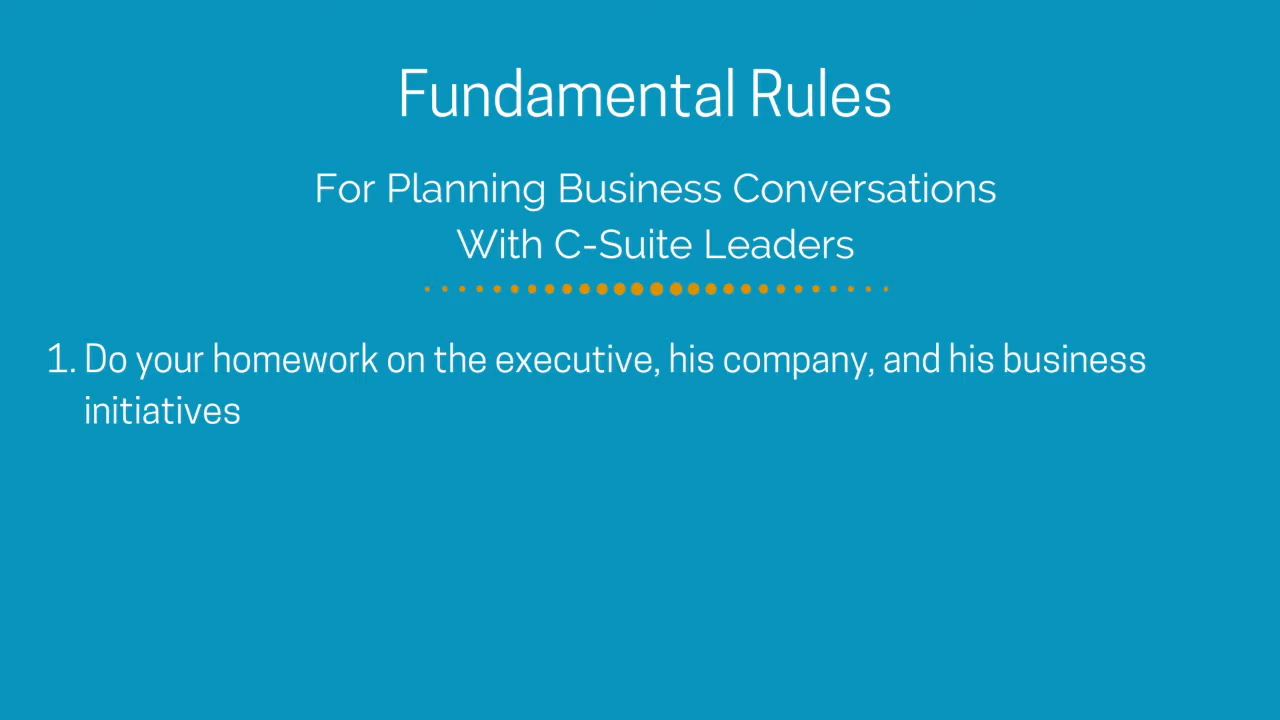 Fundamental Rules
For Planning Business Conversations
With C-Suite Leaders
1. Do your homework on the executive, his company, and his business
initiatives